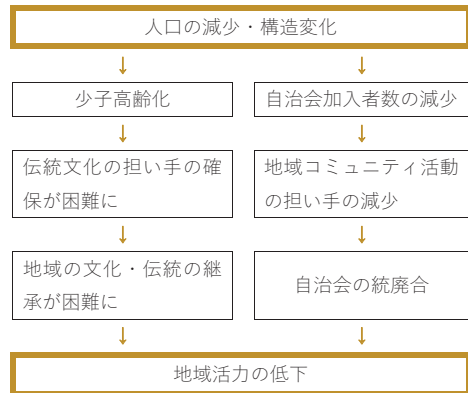 人口の減少・構造変化
↓
↓
少子高齢化
自治会加入者数の減少
↓
↓
伝統文化の担い手の確
保が困難に
地域コミュニティ活動
の担い手の減少
↓
↓
地域の文化・伝統の継
承が困難に
自治会の統廃合
↓
↓
地域活力の低下